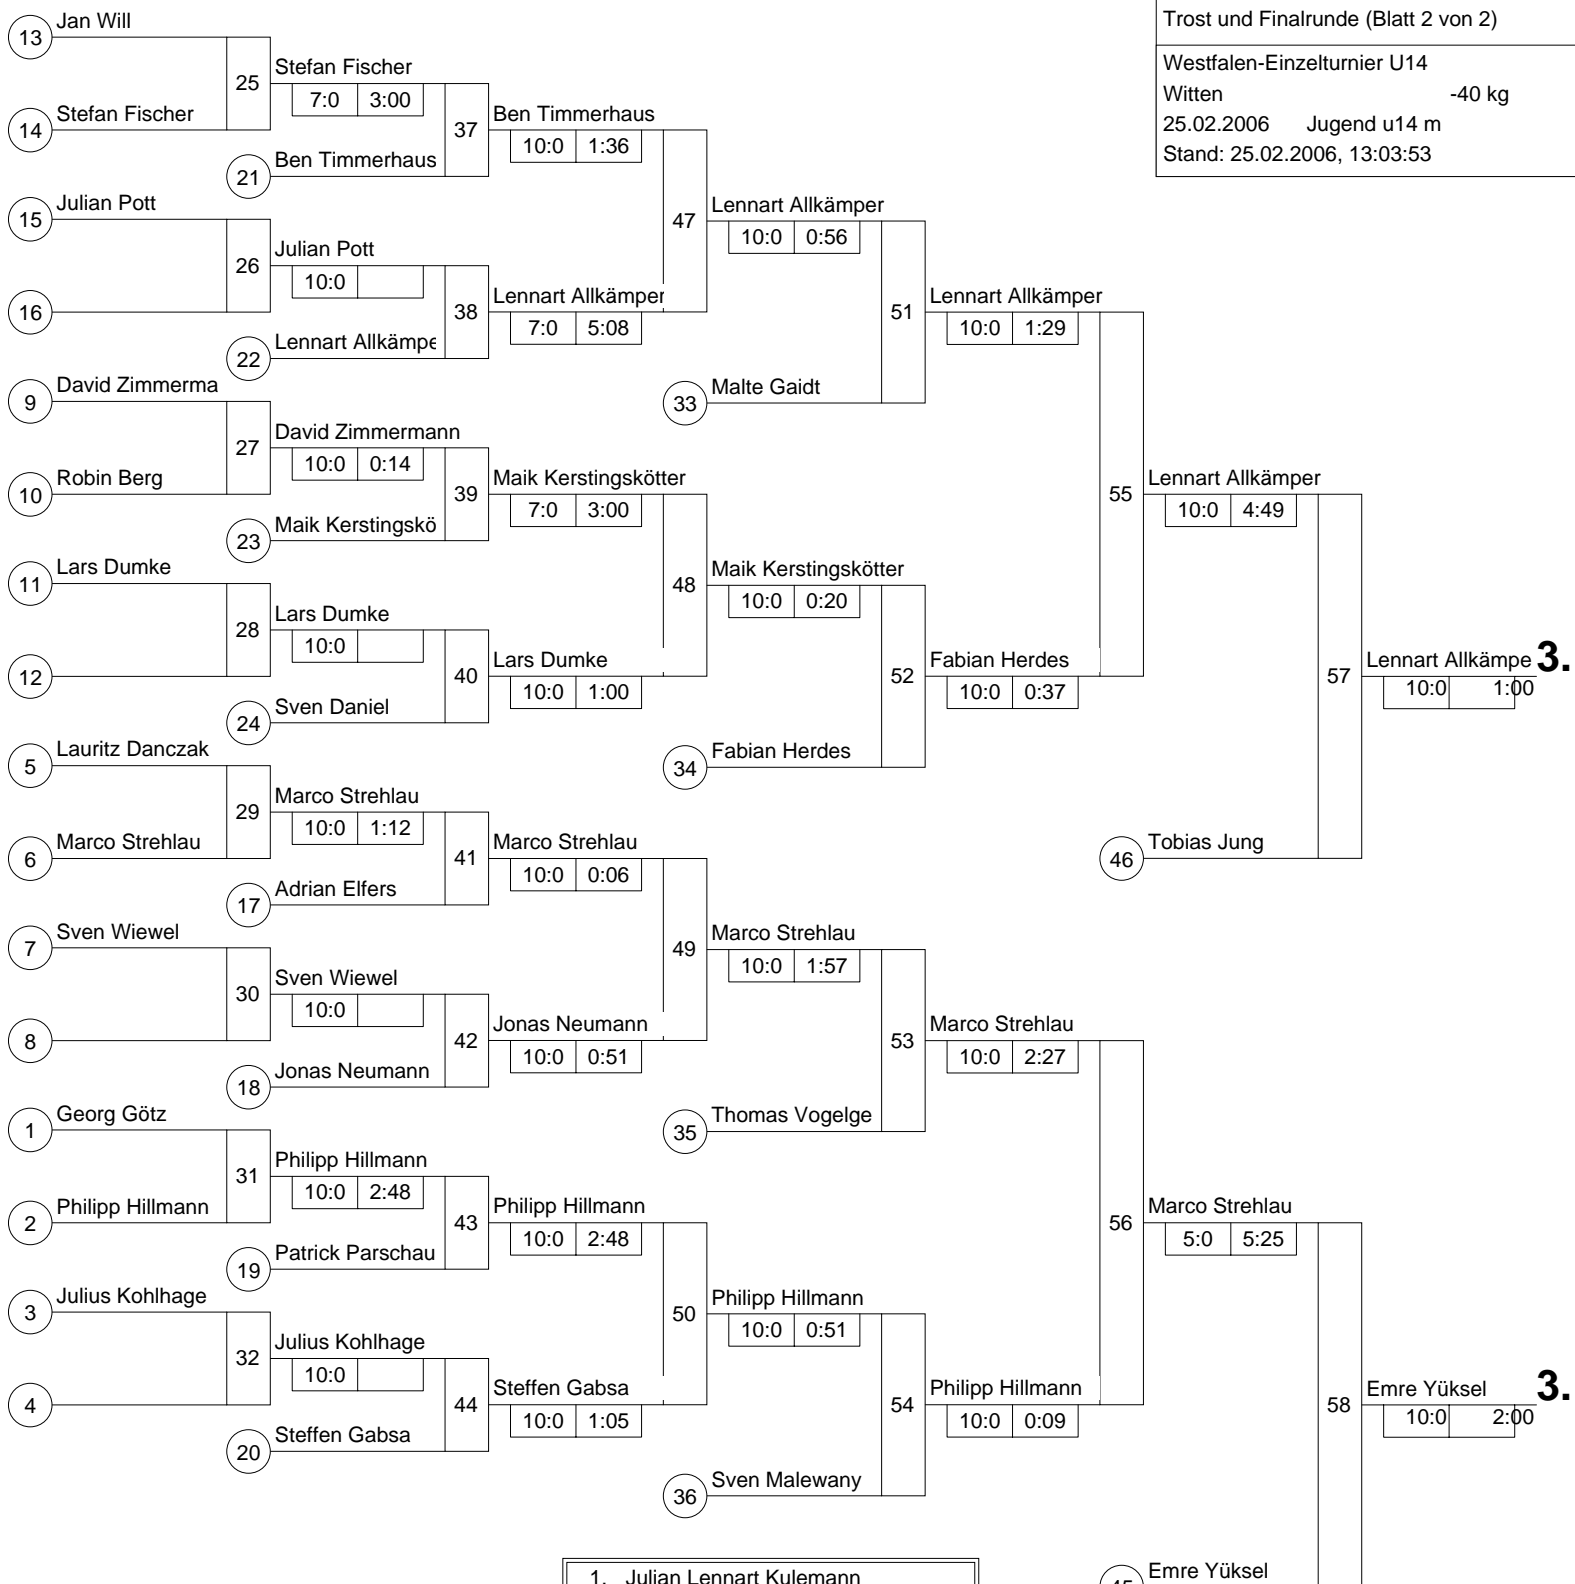 Trost und Finalrunde (Blatt 2 von 2)
Westfalen-Einzelturnier U14
Witten -40 kg
25.02.2006 Jugend u14 m
Stand: 25.02.2006, 13:03:53
13 Jan Will
25 Stefan Fischer
7:0 3:00
14 Stefan Fischer
37 Ben Timmerhaus
10:0 1:36
21 Ben Timmerhaus
15 Julian Pott
47 Lennart Allkämper
10:0 0:56
26 Julian Pott
10:0
16
38 Lennart Allkämper
7:0 5:08
22 Lennart Allkämpe
51 Lennart Allkämper
10:0 1:29
9 David Zimmerma
33 Malte Gaidt
27 David Zimmermann
10:0 0:14
10 Robin Berg
39 Maik Kerstingskötter
7:0 3:00
23 Maik Kerstingskö
55 Lennart Allkämper
10:0 4:49
11 Lars Dumke
48 Maik Kerstingskötter
10:0 0:20
28 Lars Dumke
10:0
12
40 Lars Dumke
10:0 1:00
24 Sven Daniel
52 Fabian Herdes
10:0 0:37
57 Lennart Allkämpe 3.
10:0 1:00
5 Lauritz Danczak
34 Fabian Herdes
29 Marco Strehlau
10:0 1:12
6 Marco Strehlau
41 Marco Strehlau
10:0 0:06
46 Tobias Jung
17 Adrian Elfers
7 Sven Wiewel
49 Marco Strehlau
10:0 1:57
30 Sven Wiewel
10:0
8
42 Jonas Neumann
10:0 0:51
18 Jonas Neumann
53 Marco Strehlau
10:0 2:27
1 Georg Götz
35 Thomas Vogelge
31 Philipp Hillmann
10:0 2:48
2 Philipp Hillmann
43 Philipp Hillmann
10:0 2:48
19 Patrick Parschau
56 Marco Strehlau
5:0 5:25
3 Julius Kohlhage
50 Philipp Hillmann
10:0 0:51
32 Julius Kohlhage
10:0
4
44 Steffen Gabsa
10:0 1:05
20 Steffen Gabsa
54 Philipp Hillmann
10:0 0:09
58 Emre Yüksel 3.
10:0 2:00
36 Sven Malewany
1. Julian Lennart Kulemann
45 Emre Yüksel